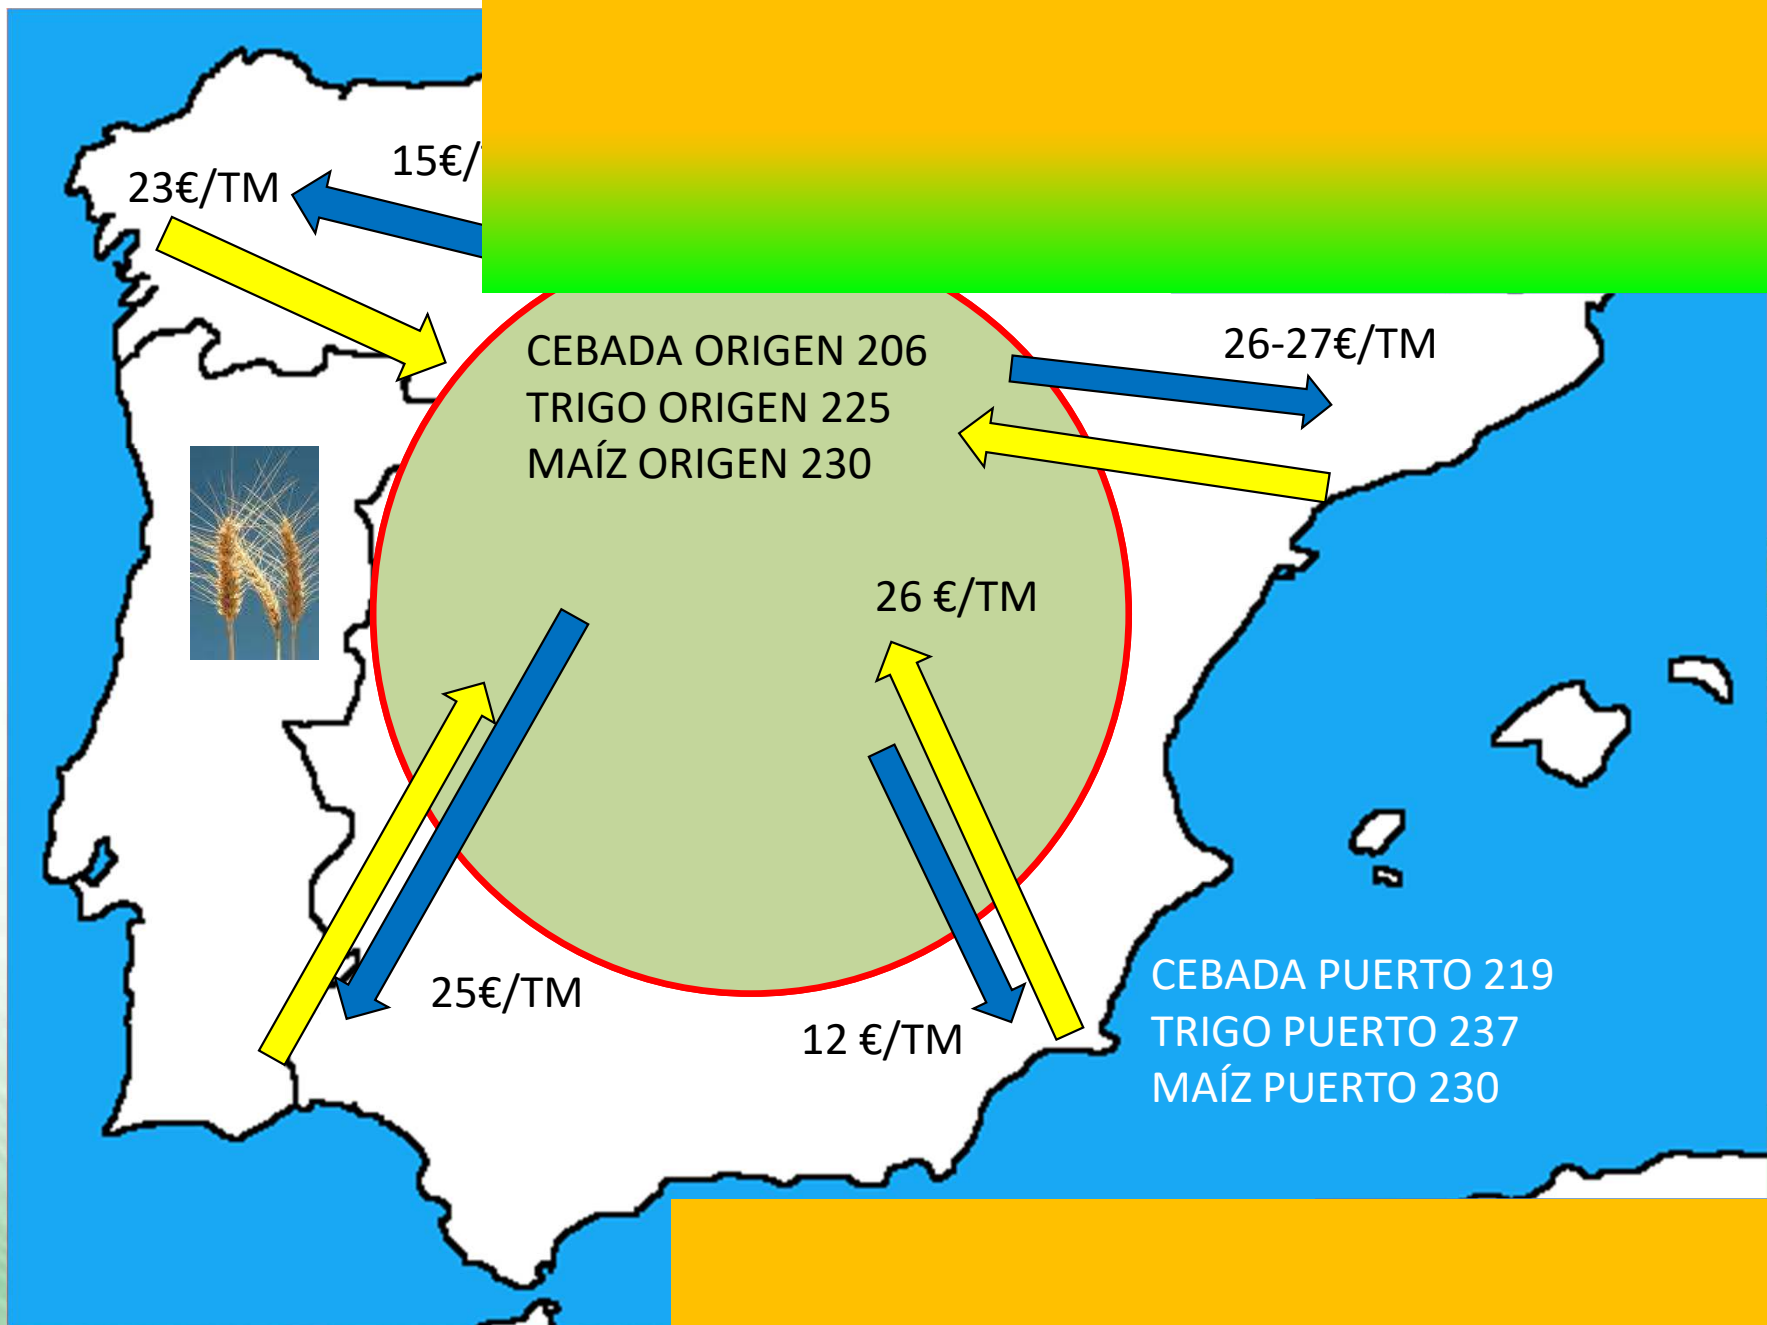 15€/
23€/TM
CEBADA ORIGEN 206
TRIGO ORIGEN 225
MAÍZ ORIGEN 230
26-27€/TM
26 €/TM
25€/TM
12 €/TM
CEBADA PUERTO 219
TRIGO PUERTO 237
MAÍZ PUERTO 230